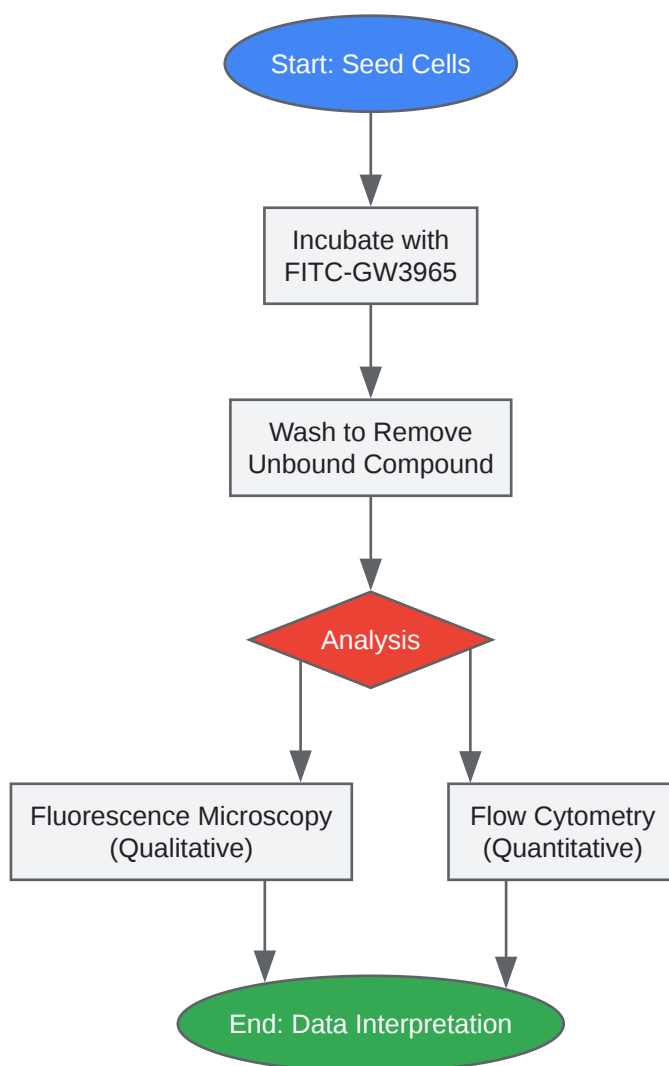 Start: Seed Cells
Incubate with
FITC-GW3965
Wash to Remove
Unbound Compound
Analysis
Fluorescence Microscopy
(Qualitative)
Flow Cytometry
(Quantitative)
End: Data Interpretation